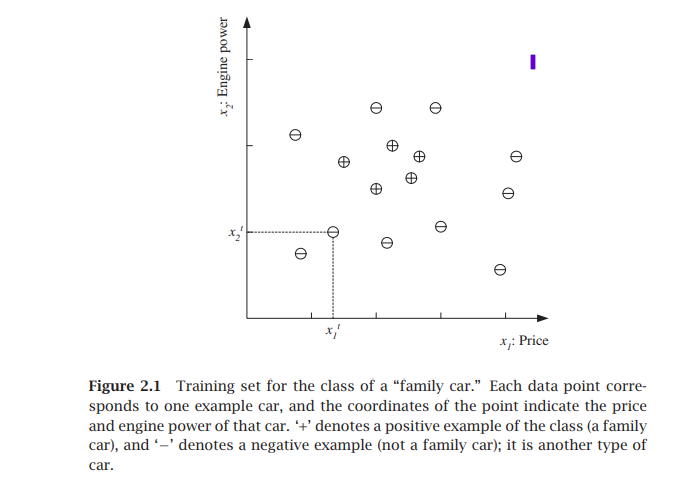 x₂: Engine power
x₂ᵗ
x₁ᵗ
x₁: Price
Figure 2.1 Training set for the class of a “family car.” Each data point corre-
sponds to one example car, and the coordinates of the point indicate the price
and engine power of that car. ‘+’ denotes a positive example of the class (a family
car), and ‘−’ denotes a negative example (not a family car); it is another type of
car.